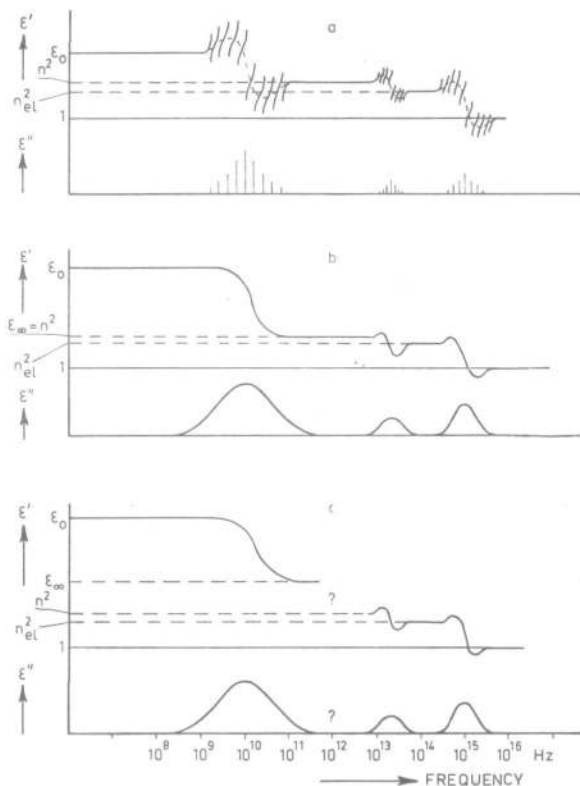 a
ε'
ε₀
n²
n²el
1
ε"
b
ε'
ε₀
ε∞ = n²
n²el
1
ε"
c
ε'
ε₀
ε∞
n²
?
n²el
1
ε"
?
10⁸ 10⁹ 10¹⁰ 10¹¹ 10¹² 10¹³ 10¹⁴ 10¹⁵ 10¹⁶ Hz
FREQUENCY